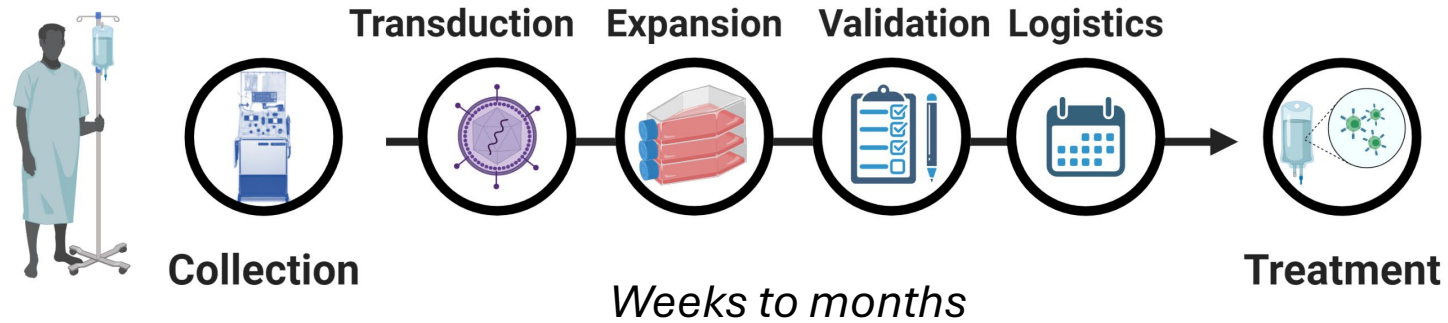 Transduction Expansion Validation Logistics
Collection
Treatment
Weeks to months